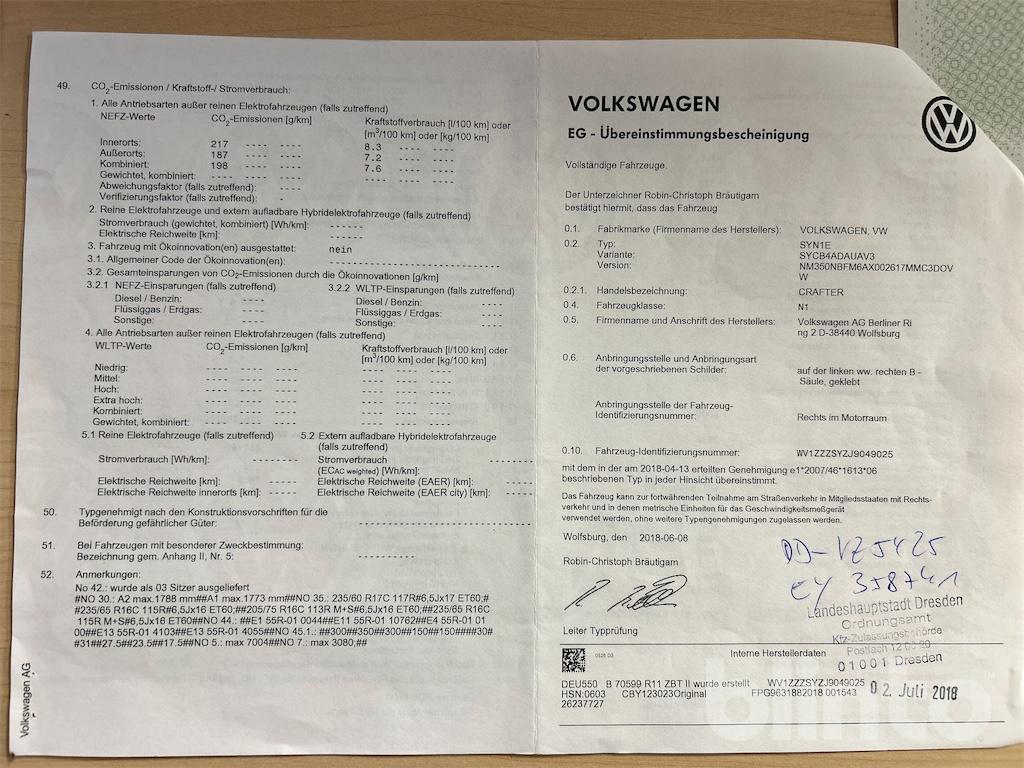 49. CO2-Emissionen / Kraftstoff-/ Stromverbrauch:
1. Alle Antriebsarten außer reinen Elektrofahrzeugen (falls zutreffend)
NEFZ-Werte CO2-Emissionen [g/km] Kraftstoffverbrauch [l/100 km] oder
[m³/100 km] oder [kg/100 km]
Innerorts: 217 ---- ---- 8.3 ---- ----
Außerorts: 187 ---- ---- 7.2 ---- ----
Kombiniert: 198 ---- ---- 7.6 ---- ----
Gewichtet, kombiniert: ---- ---- ---- ---- ---- ----
Abweichungsfaktor (falls zutreffend): ----
Verifizierungsfaktor (falls zutreffend): -
2. Reine Elektrofahrzeuge und extern aufladbare Hybridelektrofahrzeuge (falls zutreffend)
Stromverbrauch (gewichtet, kombiniert) [Wh/km]: ------
Elektrische Reichweite [km]: ------
3. Fahrzeug mit Ökoinnovation(en) ausgestattet: nein
3.1. Allgemeiner Code der Ökoinnovation(en):
3.2. Gesamteinsparungen von CO2-Emissionen durch die Ökoinnovationen [g/km]
3.2.1 NEFZ-Einsparungen (falls zutreffend) 3.2.2 WLTP-Einsparungen (falls zutreffend)
Diesel / Benzin: ---- Diesel / Benzin: ----
Flüssiggas / Erdgas: ---- Flüssiggas / Erdgas: ----
Sonstige: ---- Sonstige: ----
4. Alle Antriebsarten außer reinen Elektrofahrzeugen (falls zutreffend)
WLTP-Werte CO2-Emissionen [g/km] Kraftstoffverbrauch [l/100 km] oder
[m³/100 km] oder [kg/100 km]
Niedrig: ---- ---- ---- ---- ---- ----
Mittel: ---- ---- ---- ---- ---- ----
Hoch: ---- ---- ---- ---- ---- ----
Extra hoch: ---- ---- ---- ---- ---- ----
Kombiniert: ---- ---- ---- ---- ---- ----
Gewichtet, kombiniert: ---- ---- ---- ---- ---- ----
5.1 Reine Elektrofahrzeuge (falls zutreffend) 5.2 Extern aufladbare Hybridelektrofahrzeuge
(falls zutreffend)
Stromverbrauch [Wh/km]: -------- Stromverbrauch
(ECAC weighted) [Wh/km]:
Elektrische Reichweite [km]: ----- Elektrische Reichweite (EAER) [km]:
Elektrische Reichweite innerorts [km]: ----- Elektrische Reichweite (EAER city) [km]:
50. Typgenehmigt nach den Konstruktionsvorschriften für die
Beförderung gefährlicher Güter:
51. Bei Fahrzeugen mit besonderer Zweckbestimmung:
Bezeichnung gem. Anhang II, Nr. 5: ----------
52. Anmerkungen:
No 42.: wurde als 03 Sitzer ausgeliefert
#NO 30.: A2 max.1788 mm##A1 max.1773 mm##NO 35.: 235/60 R17C 117R#6,5Jx17 ET60;#
#235/65 R16C 115R#6,5Jx16 ET60;##205/75 R16C 113R M+S#6,5Jx16 ET60;##235/65 R16C
115R M+S#6,5Jx16 ET60##NO 44.: ##E1 55R-01 0044##E11 55R-01 10762##E4 55R-01 01
00##E13 55R-01 4103##E13 55R-01 4055##NO 45.1.: ##300##350##300##150##150####30#
#31##27.5##23.5##17.5##NO 5.: max 7004##NO 7.: max 3080;##
Volkswagen AG
VOLKSWAGEN
EG - Übereinstimmungsbescheinigung
Vollständige Fahrzeuge.
Der Unterzeichner Robin-Christoph Bräutigam
bestätigt hiermit, dass das Fahrzeug
0.1. Fabrikmarke (Firmenname des Herstellers): VOLKSWAGEN, VW
0.2. Typ: SYN1E
Variante: SYCB4ADAUAV3
Version: NM350NBFM6AX002617MMC3DOV
W
0.2.1. Handelsbezeichnung: CRAFTER
0.4. Fahrzeugklasse: N1
0.5. Firmenname und Anschrift des Herstellers: Volkswagen AG Berliner Ri
ng 2 D-38440 Wolfsburg
0.6. Anbringungsstelle und Anbringungsart
der vorgeschriebenen Schilder: auf der linken ww. rechten B -
Säule, geklebt
Anbringungsstelle der Fahrzeug-
Identifizierungsnummer: Rechts im Motorraum
0.10. Fahrzeug-Identifizierungsnummer: WV1ZZZSYZJ9049025
mit dem in der am 2018-04-13 erteilten Genehmigung e1*2007/46*1613*06
beschriebenen Typ in jeder Hinsicht übereinstimmt.
Das Fahrzeug kann zur fortwährenden Teilnahme am Straßenverkehr in Mitgliedsstaaten mit Rechts-
verkehr und in denen metrische Einheiten für das Geschwindigkeitsmeßgerät
verwendet werden, ohne weitere Typengenehmigungen zugelassen werden.
Wolfsburg, den 2018-06-08
DD-VZ5425
EY 358741
Robin-Christoph Bräutigam
Landeshauptstadt Dresden
Ordnungsamt
Leiter Typprüfung
Kfz-Zulassungsbehörde
Postfach 12 00 20
01001 Dresden
0528 D3 Interne Herstellerdaten
DEU550 B 70599 R11 ZBT II wurde erstellt WV1ZZZSYZJ9049025
HSN:0603 CBY123023Original FPG9631882018 001543
26237727
02. Juli 2018
blinto